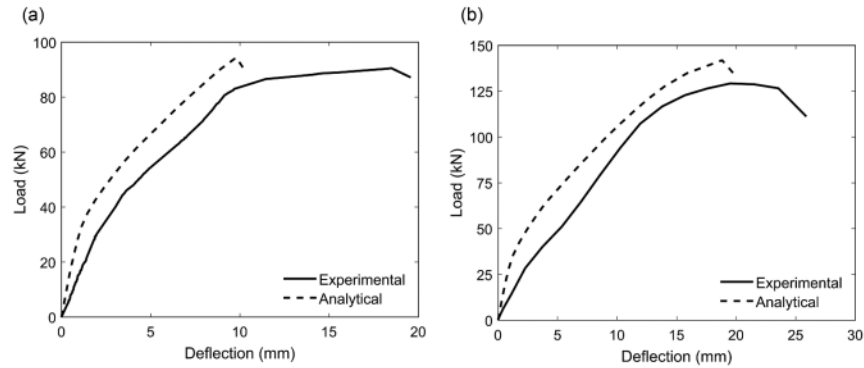 (a)
100
80
60
40
20
0
Load (kN)
0 5 10 15 20
Deflection (mm)
Experimental
Analytical
(b)
150
125
100
75
50
25
0
Load (kN)
0 5 10 15 20 25 30
Deflection (mm)
Experimental
Analytical